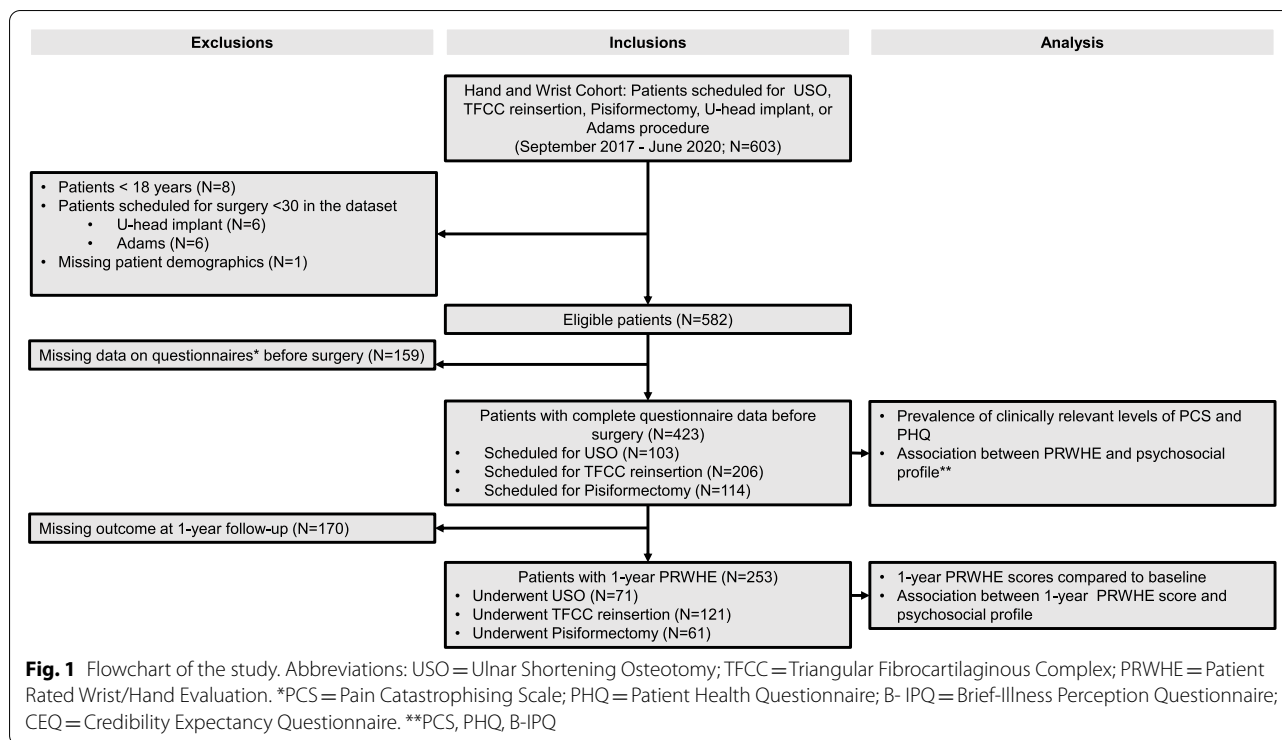 Exclusions
Inclusions
Analysis
Hand and Wrist Cohort: Patients scheduled for USO,
TFCC reinsertion, Pisiformectomy, U-head implant, or
Adams procedure
(September 2017 - June 2020; N=603)
• Patients < 18 years (N=8)
• Patients scheduled for surgery <30 in the dataset
• U-head implant (N=6)
• Adams (N=6)
• Missing patient demographics (N=1)
Eligible patients (N=582)
Missing data on questionnaires* before surgery (N=159)
Patients with complete questionnaire data before
surgery (N=423)
• Scheduled for USO (N=103)
• Scheduled for TFCC reinsertion (N=206)
• Scheduled for Pisiformectomy (N=114)
• Prevalence of clinically relevant levels of PCS and
PHQ
• Association between PRWHE and psychosocial
profile**
Missing outcome at 1-year follow-up (N=170)
Patients with 1-year PRWHE (N=253)
• Underwent USO (N=71)
• Underwent TFCC reinsertion (N=121)
• Underwent Pisiformectomy (N=61)
• 1-year PRWHE scores compared to baseline
• Association between 1-year PRWHE score and
psychosocial profile
Fig. 1 Flowchart of the study. Abbreviations: USO = Ulnar Shortening Osteotomy; TFCC = Triangular Fibrocartilaginous Complex; PRWHE = Patient
Rated Wrist/Hand Evaluation. *PCS = Pain Catastrophising Scale; PHQ = Patient Health Questionnaire; B- IPQ = Brief-Illness Perception Questionnaire;
CEQ = Credibility Expectancy Questionnaire. **PCS, PHQ, B-IPQ